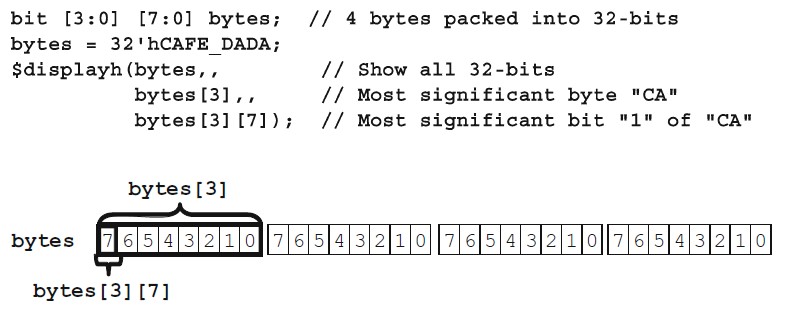 bit [3:0] [7:0] bytes;  // 4 bytes packed into 32-bits
bytes = 32'hCAFE_DADA;
$displayh(bytes,,        // Show all 32-bits
          bytes[3],,     // Most significant byte "CA"
          bytes[3][7]);  // Most significant bit "1" of "CA"
bytes[3]
bytes 7 6 5 4 3 2 1 0 7 6 5 4 3 2 1 0 7 6 5 4 3 2 1 0 7 6 5 4 3 2 1 0
bytes[3][7]